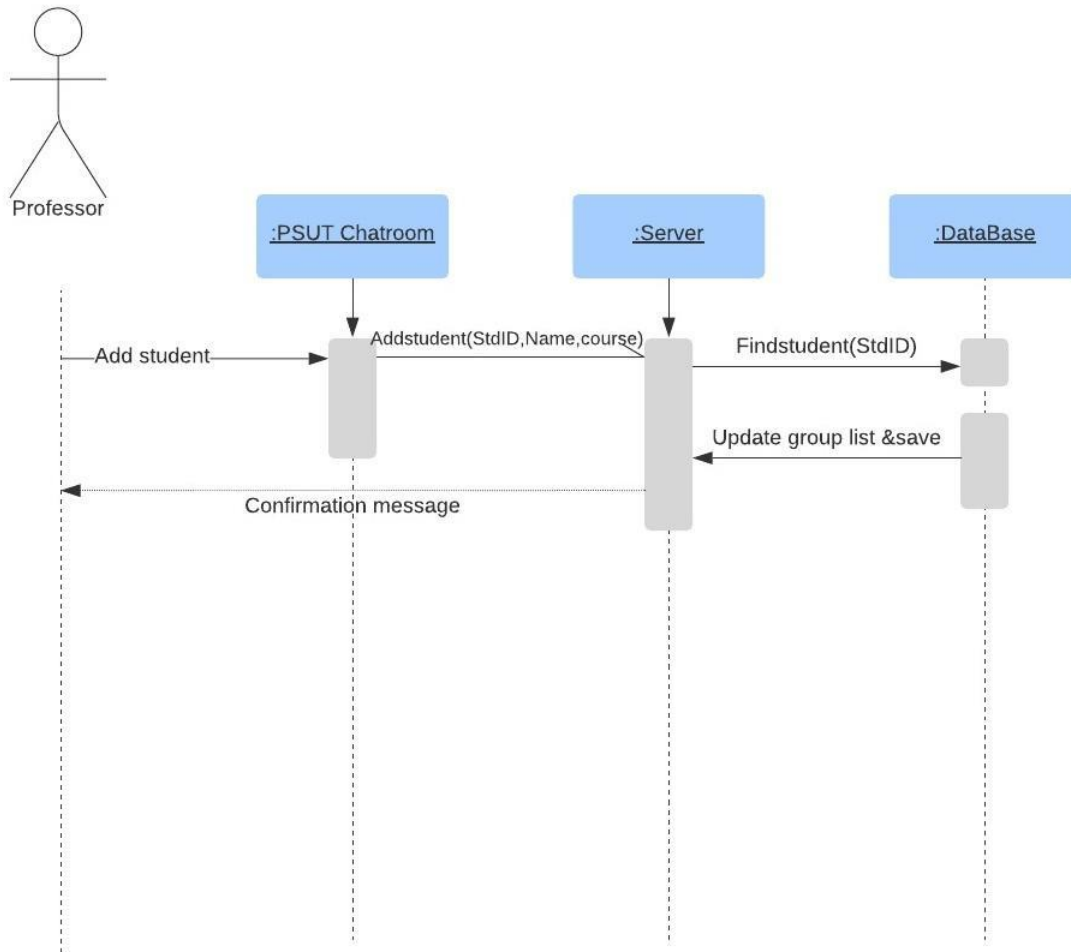 Professor
:PSUT Chatroom
:Server
:DataBase
Add student
Addstudent(StdID,Name,course)
Findstudent(StdID)
Update group list &save
Confirmation message